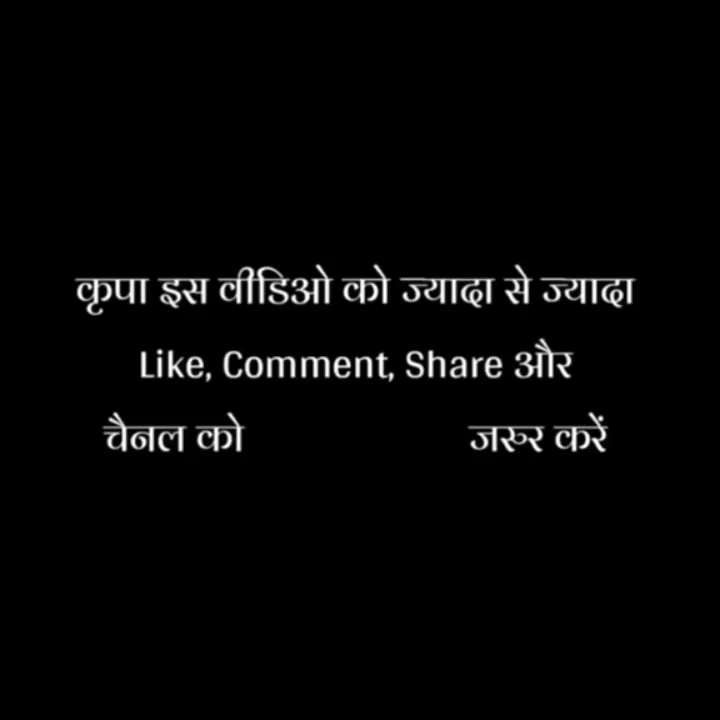 कृपा इस वीडिओ को ज्यादा से ज्यादा
Like, Comment, Share और
चैनल को जरुर करें